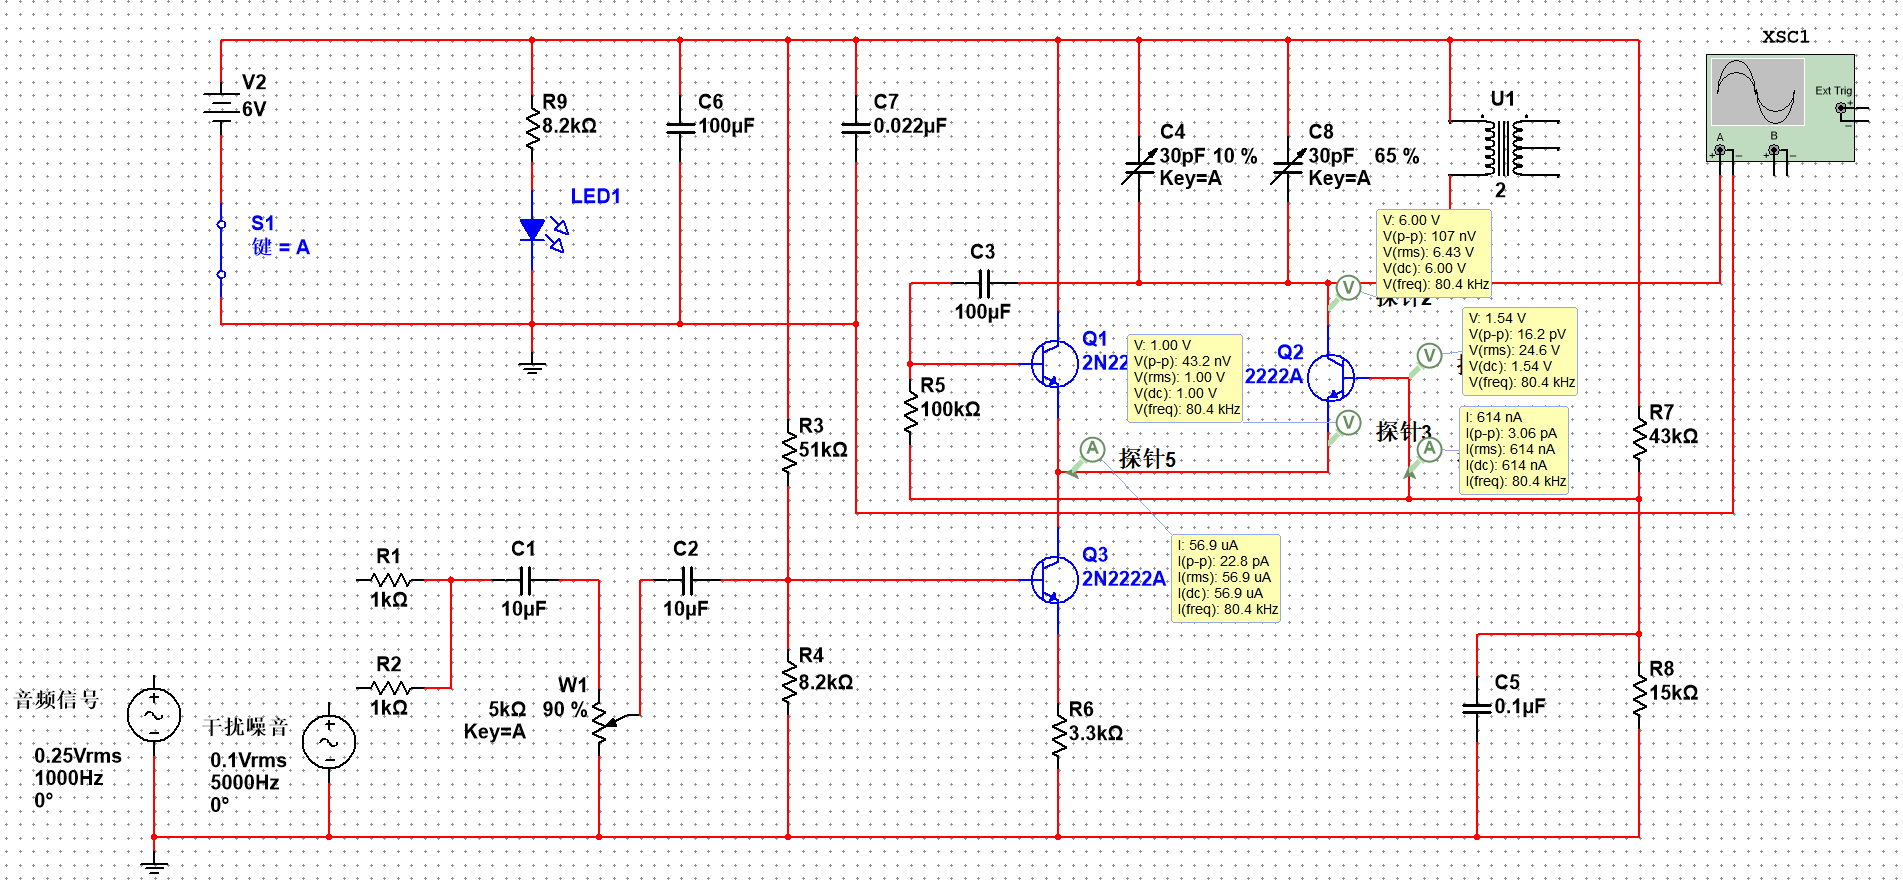 XSC1
Ext Trig
+
−
A
B
+
−
+
−
V2
6V
R9
8.2kΩ
C6
100µF
C7
0.022µF
C4
30pF 10 %
Key=A
C8
30pF 65 %
Key=A
U1
2
S1
键 = A
LED1
V: 6.00 V
V(p-p): 107 nV
V(rms): 6.43 V
V(dc): 6.00 V
V(freq): 80.4 kHz
V
探针2
C3
100µF
V: 1.54 V
V(p-p): 16.2 pV
V(rms): 24.6 V
V(dc): 1.54 V
V(freq): 80.4 kHz
V
Q1
2N22
V: 1.00 V
V(p-p): 43.2 nV
V(rms): 1.00 V
V(dc): 1.00 V
V(freq): 80.4 kHz
Q2
2222A
R5
100kΩ
V
探针3
I: 614 nA
I(p-p): 3.06 pA
I(rms): 614 nA
I(dc): 614 nA
I(freq): 80.4 kHz
A
R7
43kΩ
R3
51kΩ
A
探针5
I: 56.9 uA
I(p-p): 22.8 pA
I(rms): 56.9 uA
I(dc): 56.9 uA
I(freq): 80.4 kHz
R1
1kΩ
C1
10µF
C2
10µF
Q3
2N2222A
R2
1kΩ
W1
5kΩ 90 %
Key=A
R4
8.2kΩ
R6
3.3kΩ
C5
0.1µF
R8
15kΩ
音频信号
0.25Vrms
1000Hz
0°
干扰噪音
0.1Vrms
5000Hz
0°